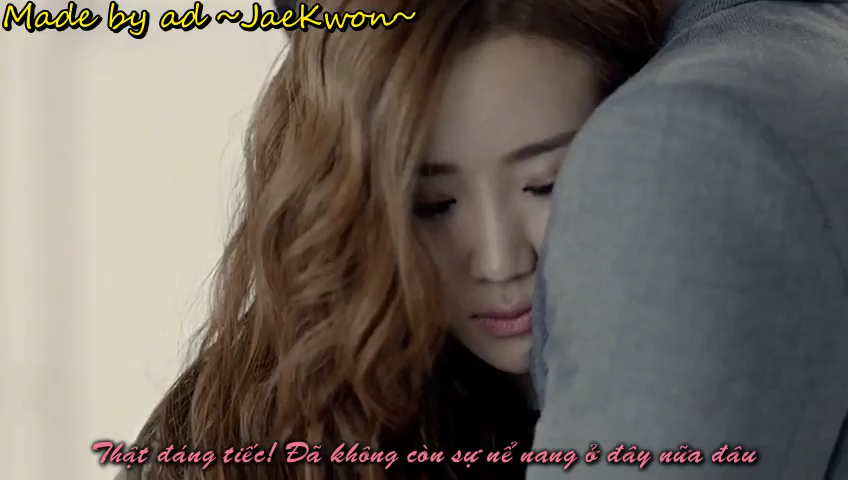 Made by ad ~JaeKwon~
Thật đáng tiếc! Đã không còn sự nể nang ở đây nữa đâu